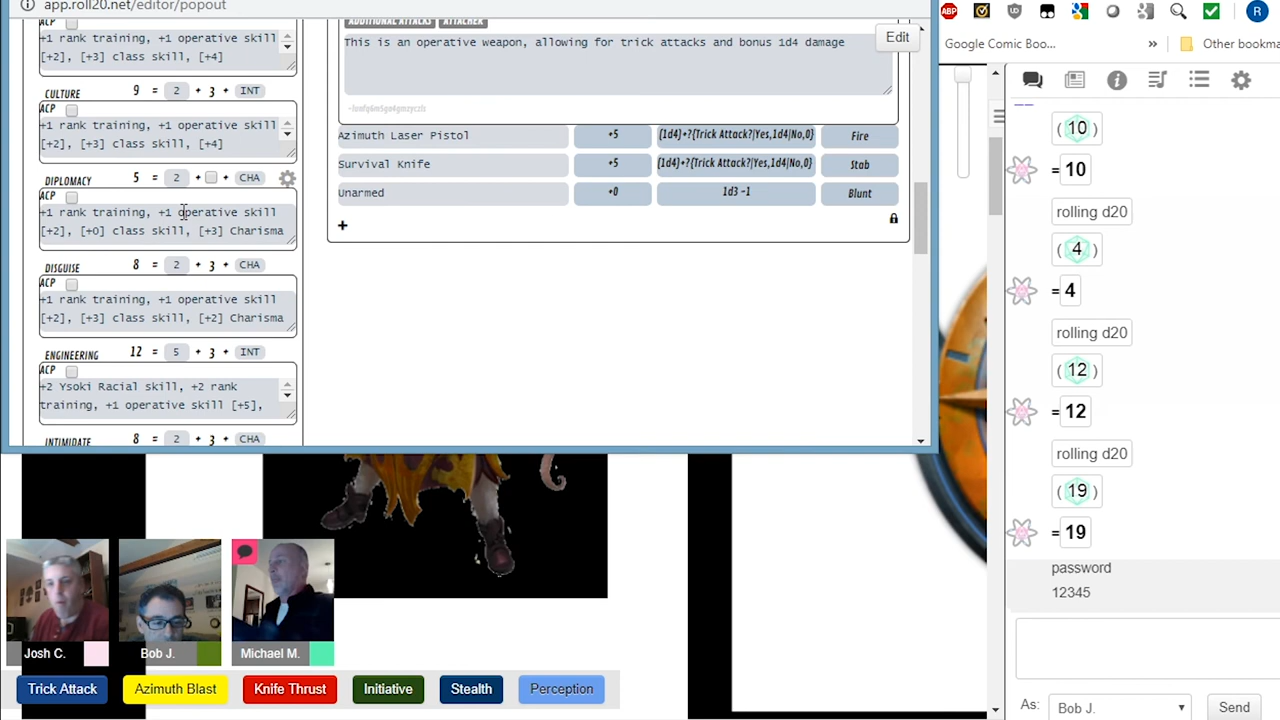 app.roll20.net/editor/popout
ACP
+1 rank training, +1 operative skill
[+2], [+3] class skill, [+4]
CULTURE 9 = 2 + 3 + INT
ACP
+1 rank training, +1 operative skill
[+2], [+3] class skill, [+4]
DIPLOMACY 5 = 2 + + CHA
ACP
+1 rank training, +1 operative skill
[+2], [+0] class skill, [+3] Charisma
DISGUISE 8 = 2 + 3 + CHA
ACP
+1 rank training, +1 operative skill
[+2], [+3] class skill, [+2] Charisma
ENGINEERING 12 = 5 + 3 + INT
ACP
+2 Ysoki Racial skill, +2 rank
training, +1 operative skill [+5],
INTIMIDATE 8 = 2 + 3 + CHA
ADDITIONAL ATTACKS ATTACHER
This is an operative weapon, allowing for trick attacks and bonus 1d4 damage
Edit
Azimuth Laser Pistol +5 {1d4}+?{Trick Attack?|Yes,1d4|No,0} Fire
Survival Knife +5 {1d4}+?{Trick Attack?|Yes,1d4|No,0} Stab
Unarmed +0 1d3 -1 Blunt
+
ABP
R
Google Comic Boo...
»
Other bookma
(10)
=10
rolling d20
(4)
=4
rolling d20
(12)
=12
rolling d20
(19)
=19
password
12345
As: Bob J.
Send
Josh C.
Bob J.
Michael M.
Trick Attack
Azimuth Blast
Knife Thrust
Initiative
Stealth
Perception